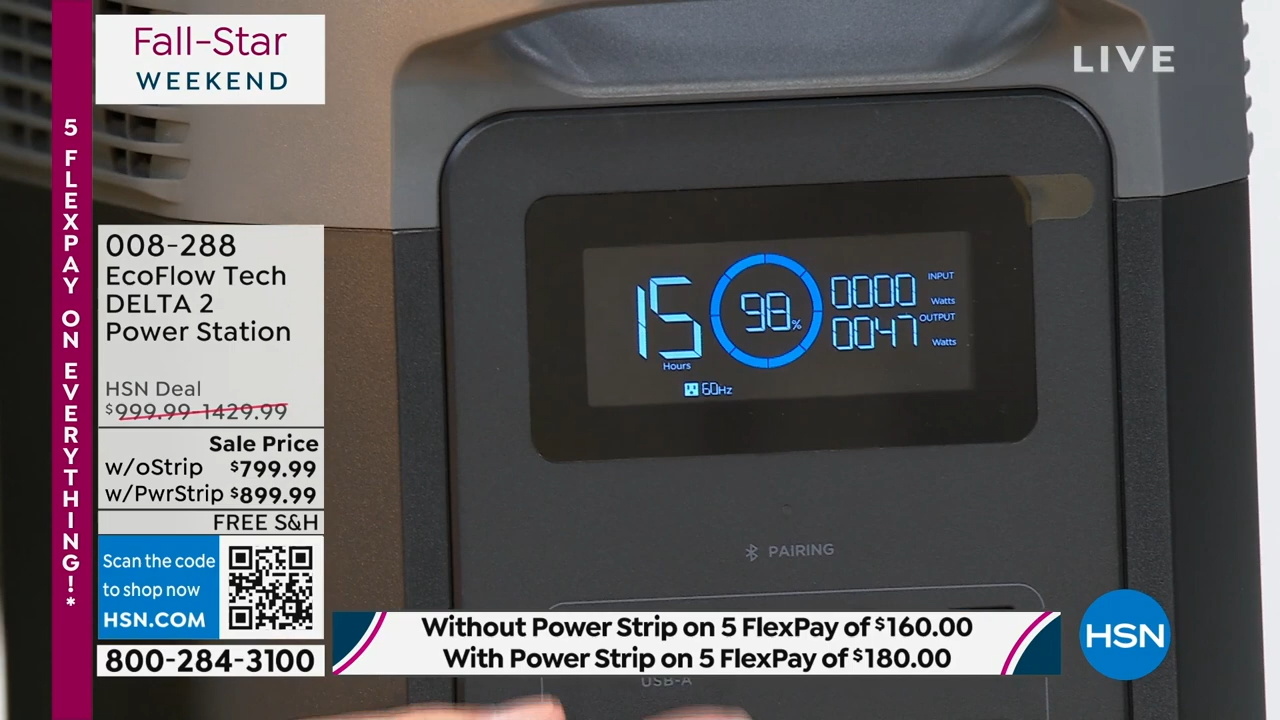 Fall-Star
WEEKEND
LIVE
5 FLEXPAY ON EVERYTHING!*
008-288
EcoFlow Tech
DELTA 2
Power Station
HSN Deal
$999.99-1429.99
Sale Price
w/oStrip $799.99
w/PwrStrip $899.99
FREE S&H
Scan the code
to shop now
HSN.COM
800-284-3100
15
Hours
98%
0000
INPUT
Watts
0047
OUTPUT
Watts
60Hz
PAIRING
USB-A
Without Power Strip on 5 FlexPay of $160.00
With Power Strip on 5 FlexPay of $180.00
HSN